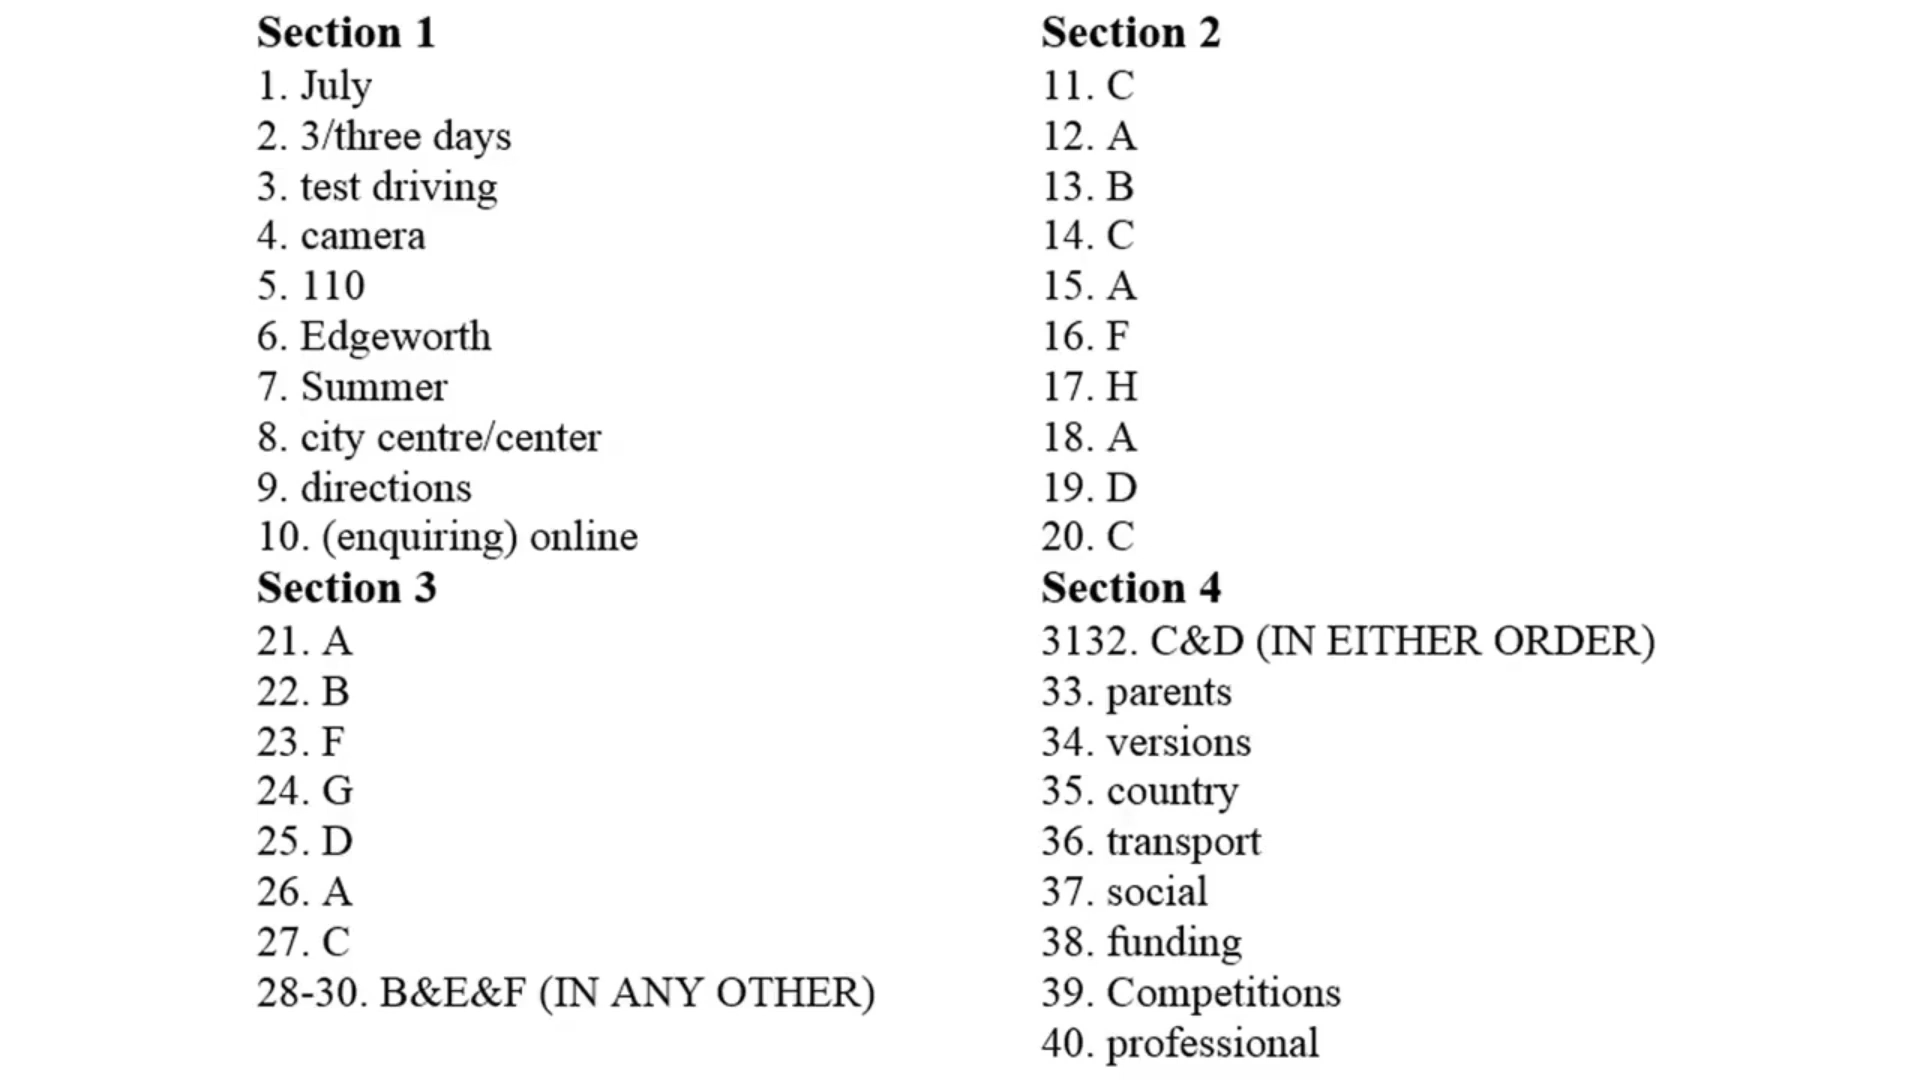 Section 1
1. July
2. 3/three days
3. test driving
4. camera
5. 110
6. Edgeworth
7. Summer
8. city centre/center
9. directions
10. (enquiring) online
Section 3
21. A
22. B
23. F
24. G
25. D
26. A
27. C
28-30. B&E&F (IN ANY OTHER)
Section 2
11. C
12. A
13. B
14. C
15. A
16. F
17. H
18. A
19. D
20. C
Section 4
3132. C&D (IN EITHER ORDER)
33. parents
34. versions
35. country
36. transport
37. social
38. funding
39. Competitions
40. professional